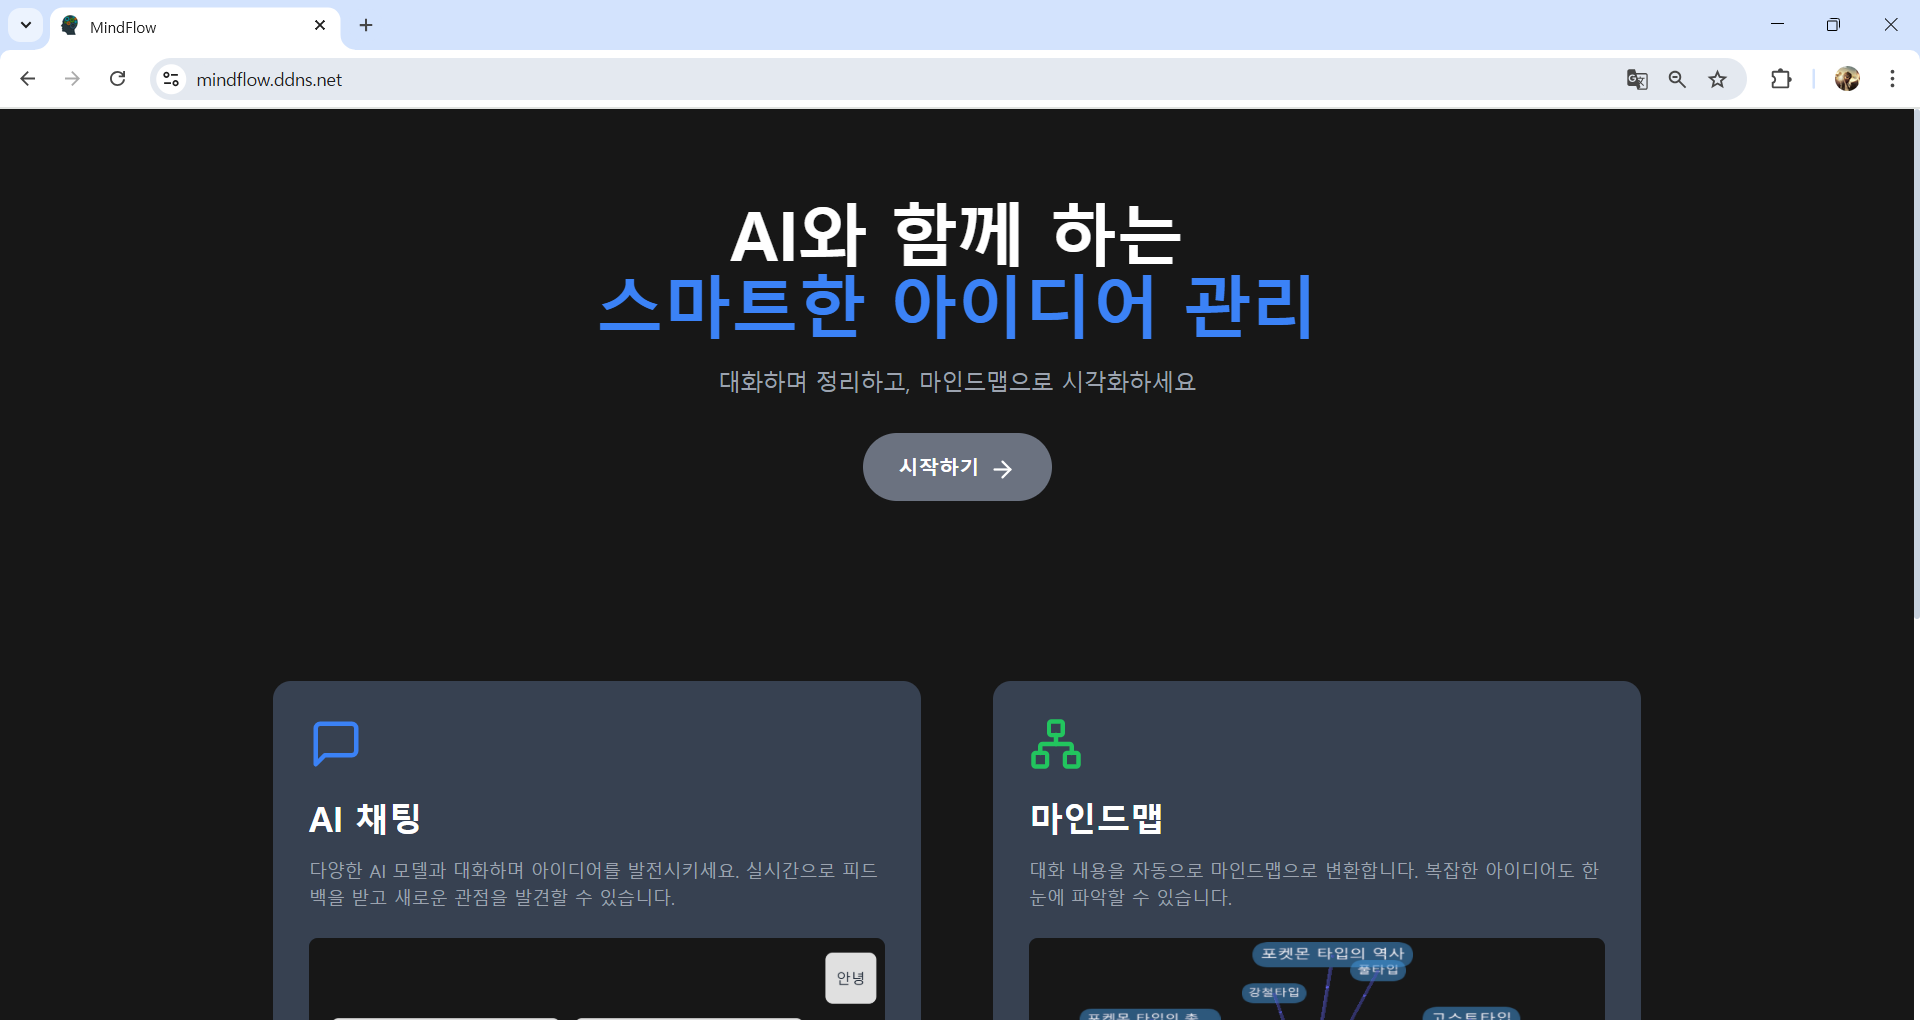 MindFlow
mindflow.ddns.net
AI와 함께 하는
스마트한 아이디어 관리
대화하며 정리하고, 마인드맵으로 시각화하세요
시작하기
AI 채팅
다양한 AI 모델과 대화하며 아이디어를 발전시키세요. 실시간으로 피드
백을 받고 새로운 관점을 발견할 수 있습니다.
안녕
마인드맵
대화 내용을 자동으로 마인드맵으로 변환합니다. 복잡한 아이디어도 한
눈에 파악할 수 있습니다.
포켓몬 타입의 역사
풀타입
강철타입
포켓몬 타입의 총
고스트타입